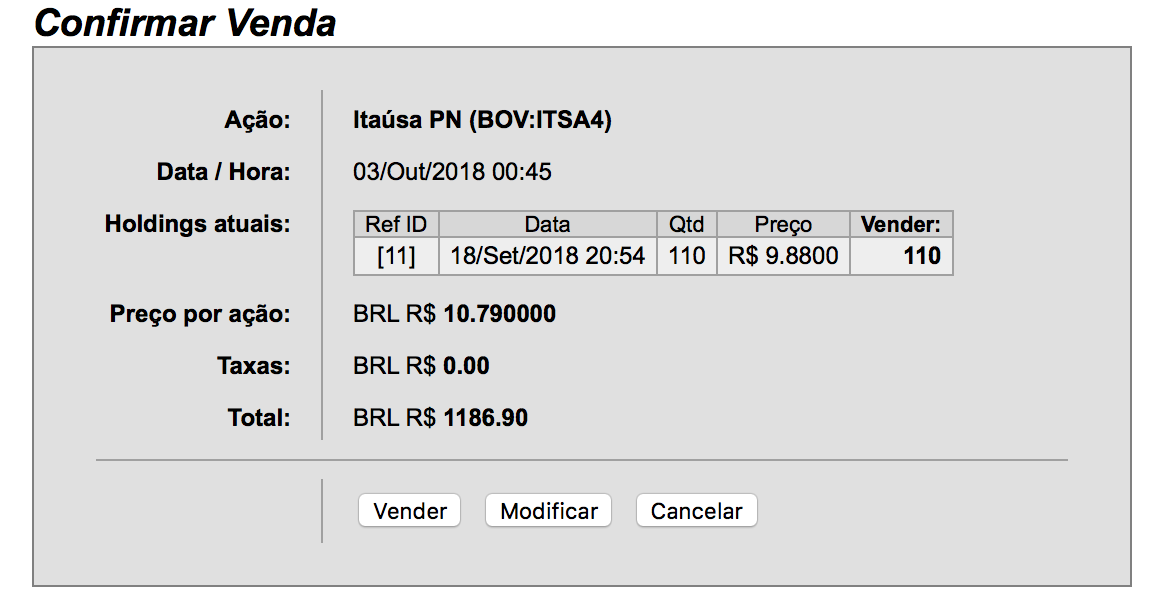 Confirmar Venda
Ação: Itaúsa PN (BOV:ITSA4)
Data / Hora: 03/Out/2018 00:45
Holdings atuais: Ref ID Data Qtd Preço Vender:
[11] 18/Set/2018 20:54 110 R$ 9.8800 110
Preço por ação: BRL R$ 10.790000
Taxas: BRL R$ 0.00
Total: BRL R$ 1186.90
Vender Modificar Cancelar